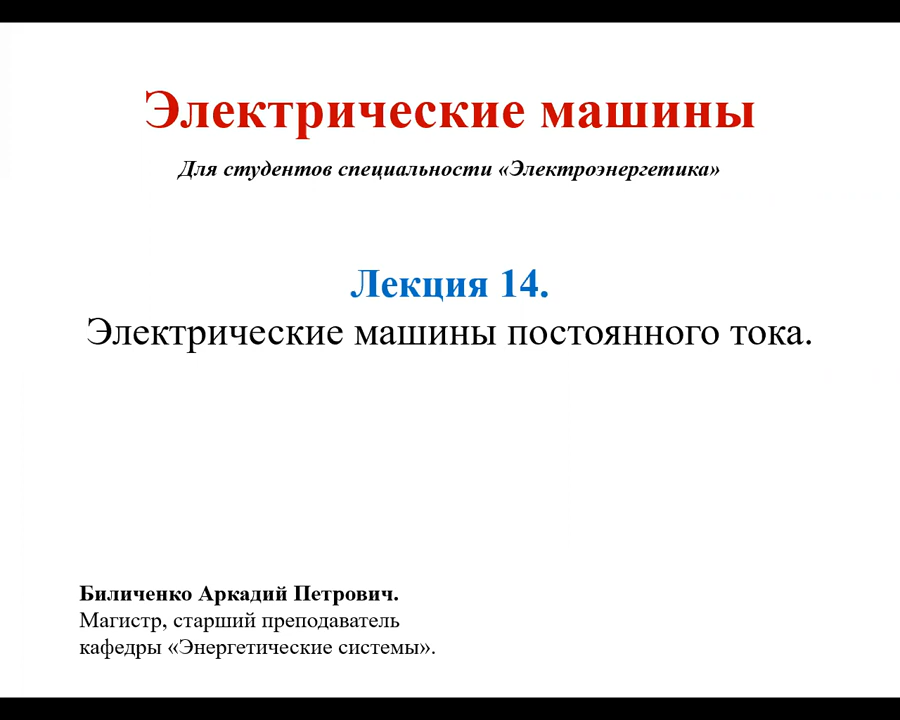 Электрические машины
Для студентов специальности «Электроэнергетика»
Лекция 14.
Электрические машины постоянного тока.
Биличенко Аркадий Петрович.
Магистр, старший преподаватель
кафедры «Энергетические системы».